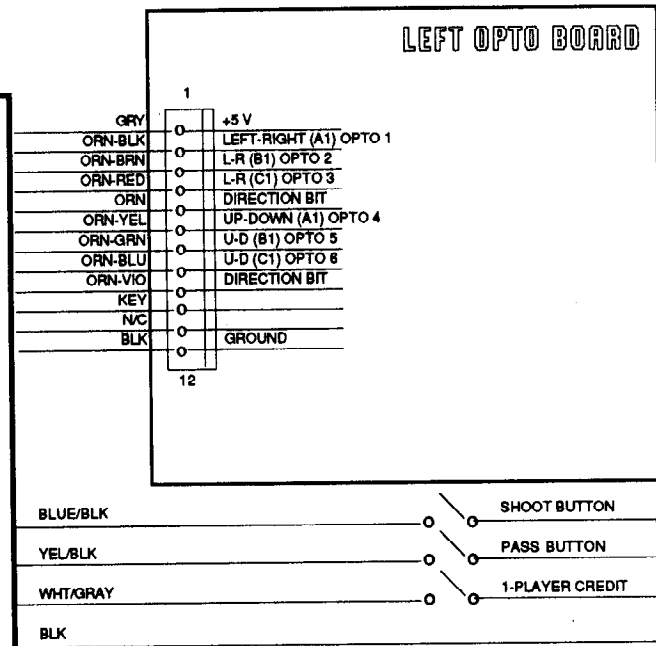 LEFT OPTO BOARD
1
GRY +5 V
ORN-BLK LEFT-RIGHT (A1) OPTO 1
ORN-BRN L-R (B1) OPTO 2
ORN-RED L-R (C1) OPTO 3
ORN DIRECTION BIT
ORN-YEL UP-DOWN (A1) OPTO 4
ORN-GRN U-D (B1) OPTO 5
ORN-BLU U-D (C1) OPTO 6
ORN-VIO DIRECTION BIT
KEY
N/C
BLK GROUND
12
BLUE/BLK SHOOT BUTTON
YEL/BLK PASS BUTTON
WHT/GRAY 1-PLAYER CREDIT
BLK